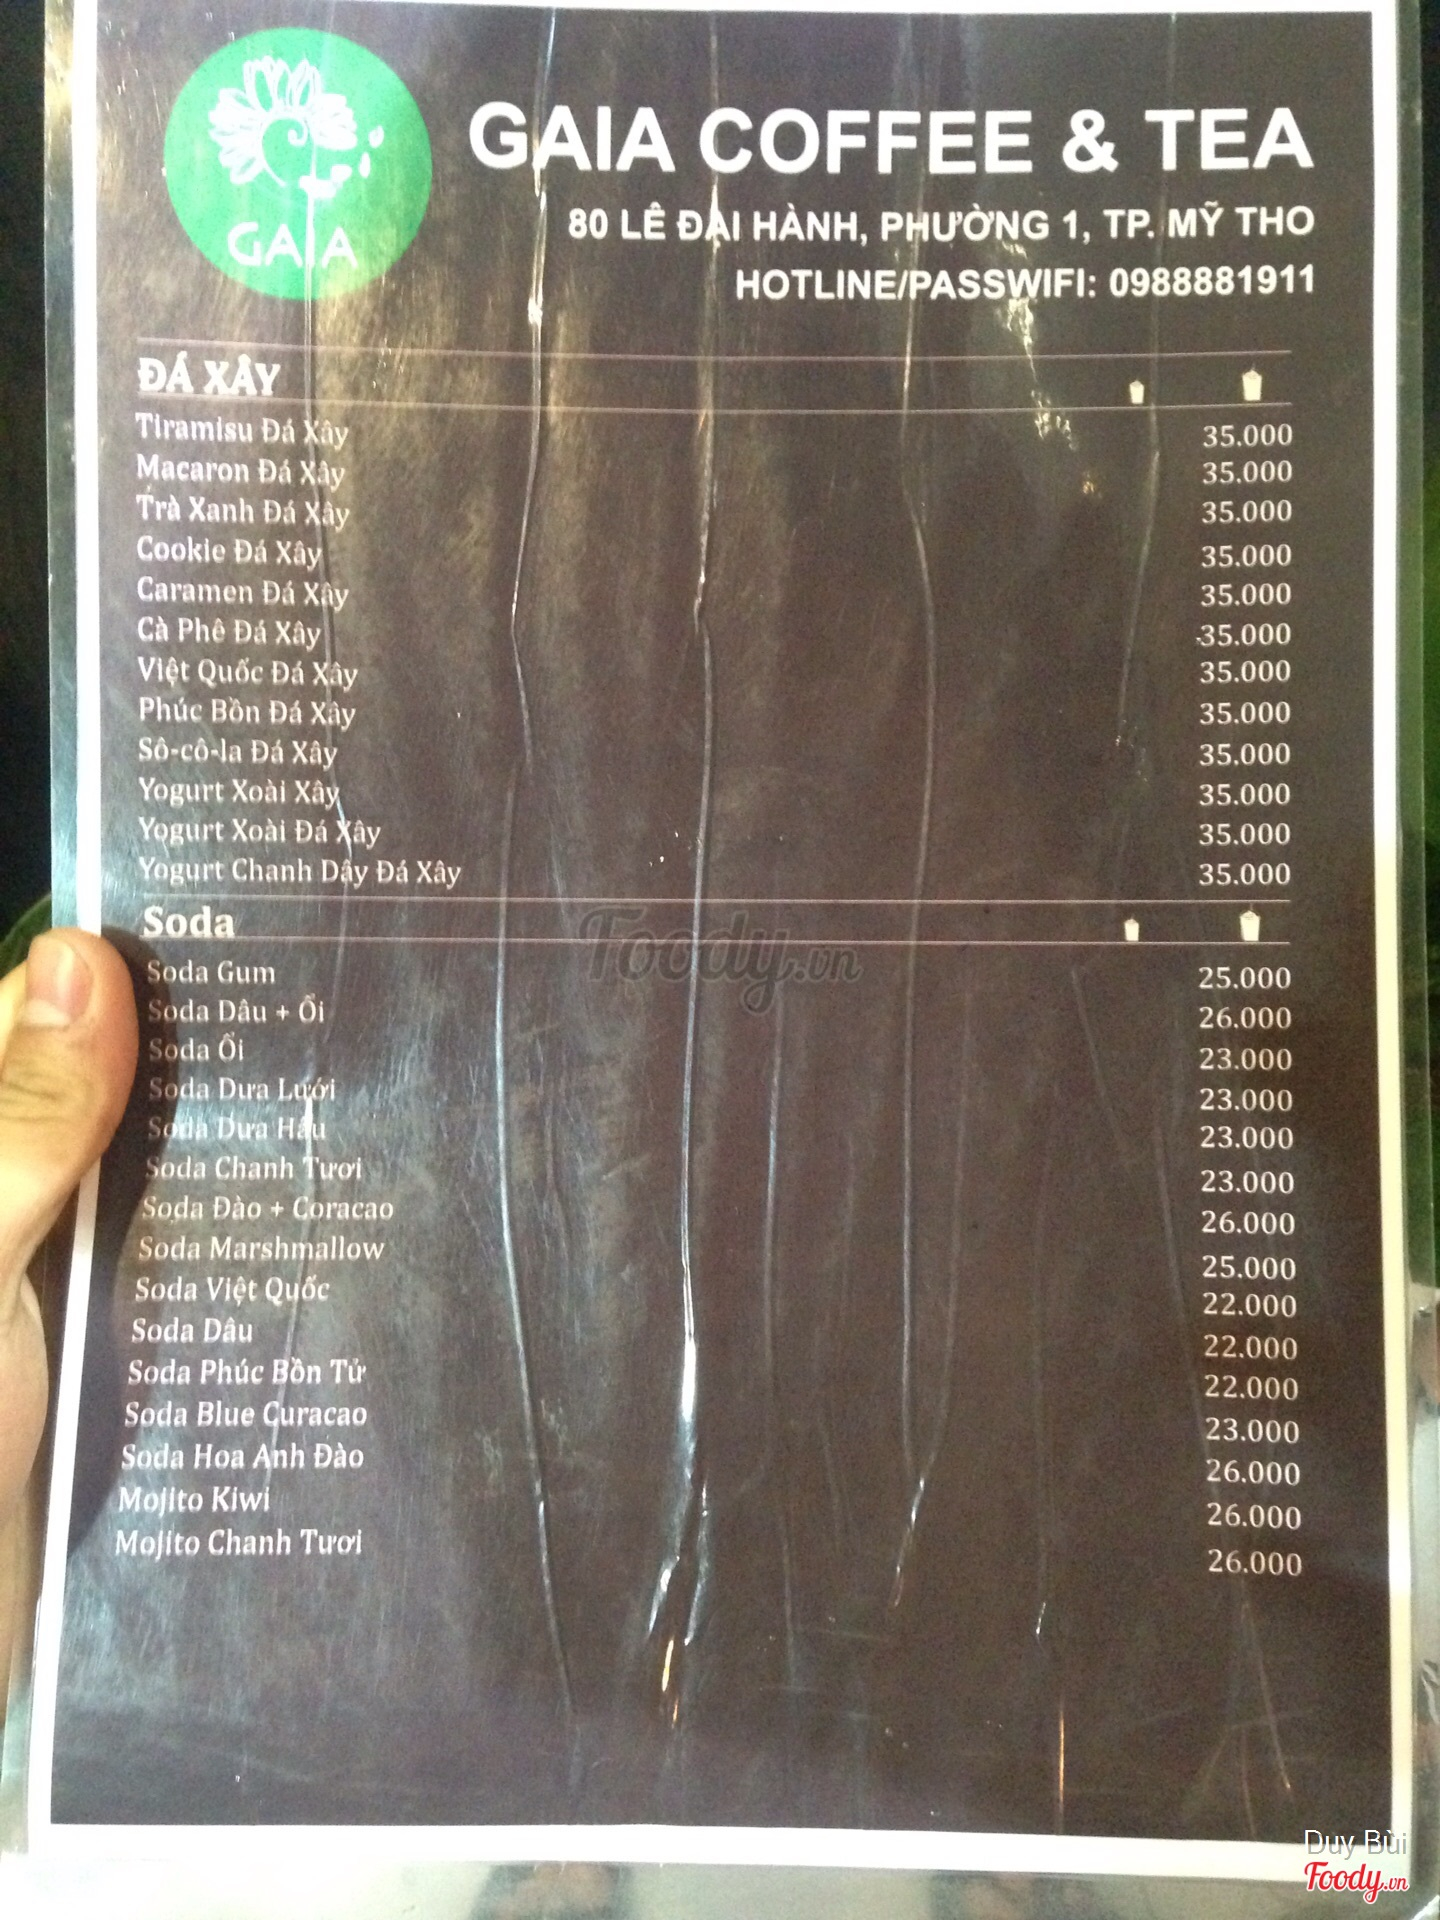 GAIA
GAIA COFFEE & TEA
80 LÊ ĐẠI HÀNH, PHƯỜNG 1, TP. MỸ THO
HOTLINE/PASSWIFI: 0988881911
ĐÁ XÂY
Tiramisu Đá Xây 35.000
Macaron Đá Xây 35.000
Trà Xanh Đá Xây 35.000
Cookie Đá Xây 35.000
Caramen Đá Xây 35.000
Cà Phê Đá Xây 35.000
Việt Quốc Đá Xây 35.000
Phúc Bồn Đá Xây 35.000
Sô-cô-la Đá Xây 35.000
Yogurt Xoài Xây 35.000
Yogurt Xoài Đá Xây 35.000
Yogurt Chanh Dây Đá Xây 35.000
Soda
Soda Gum 25.000
Soda Dâu + Ổi 26.000
Soda Ổi 23.000
Soda Dưa Lưới 23.000
Soda Dưa Hấu 23.000
Soda Chanh Tươi 23.000
Soda Đào + Coracao 26.000
Soda Marshmallow 25.000
Soda Việt Quốc 22.000
Soda Dâu 22.000
Soda Phúc Bồn Tử 22.000
Soda Blue Curacao 23.000
Soda Hoa Anh Đào 26.000
Mojito Kiwi 26.000
Mojito Chanh Tươi 26.000
Foody.vn
Duy Bùi
Foody.vn